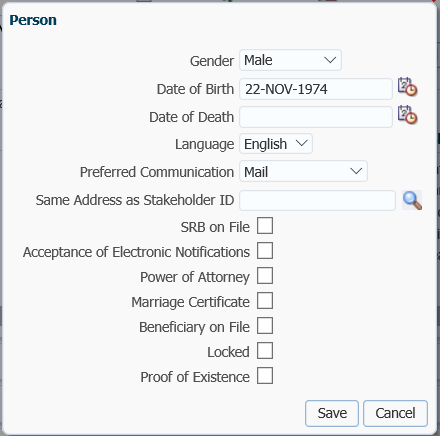 Person
Gender Male
Date of Birth 22-NOV-1974
Date of Death
Language English
Preferred Communication Mail
Same Address as Stakeholder ID
SRB on File
Acceptance of Electronic Notifications
Power of Attorney
Marriage Certificate
Beneficiary on File
Locked
Proof of Existence
Save Cancel